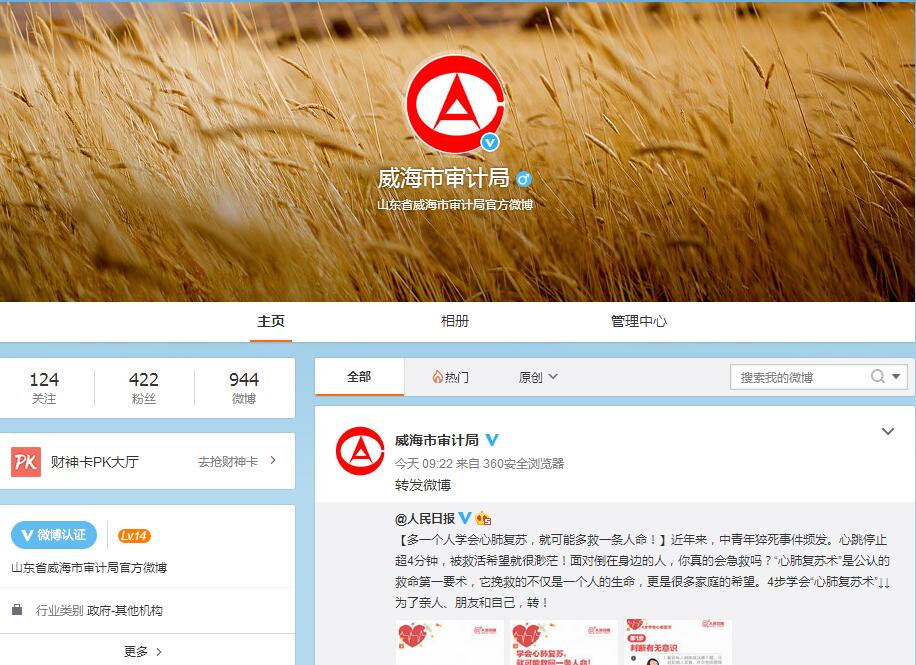 威海市审计局
山东省威海市审计局官方微博
主页 相册 管理中心
124 422 944
关注 粉丝 微博
PK 财神卡PK大厅 去抢财神卡
V 微博认证 Lv.14
山东省威海市审计局官方微博
行业类别 政府-其他机构
更多
全部 热门 原创 搜索我的微博
威海市审计局
今天 09:22 来自 360安全浏览器
转发微博
@人民日报
【多一个人学会心肺复苏，就可能多救一条人命！】近年来，中青年猝死事件频发。心跳停止
超4分钟，被救活希望就很渺茫！面对倒在身边的人，你真的会急救吗？“心肺复苏术”是公认的
救命第一要术，它挽救的不仅是一个人的生命，更是很多家庭的希望。4步学会“心肺复苏术”↓↓
为了亲人、朋友和自己，转！
学会心肺复苏，
就可能救回一条人命！
第1步
判断有无意识